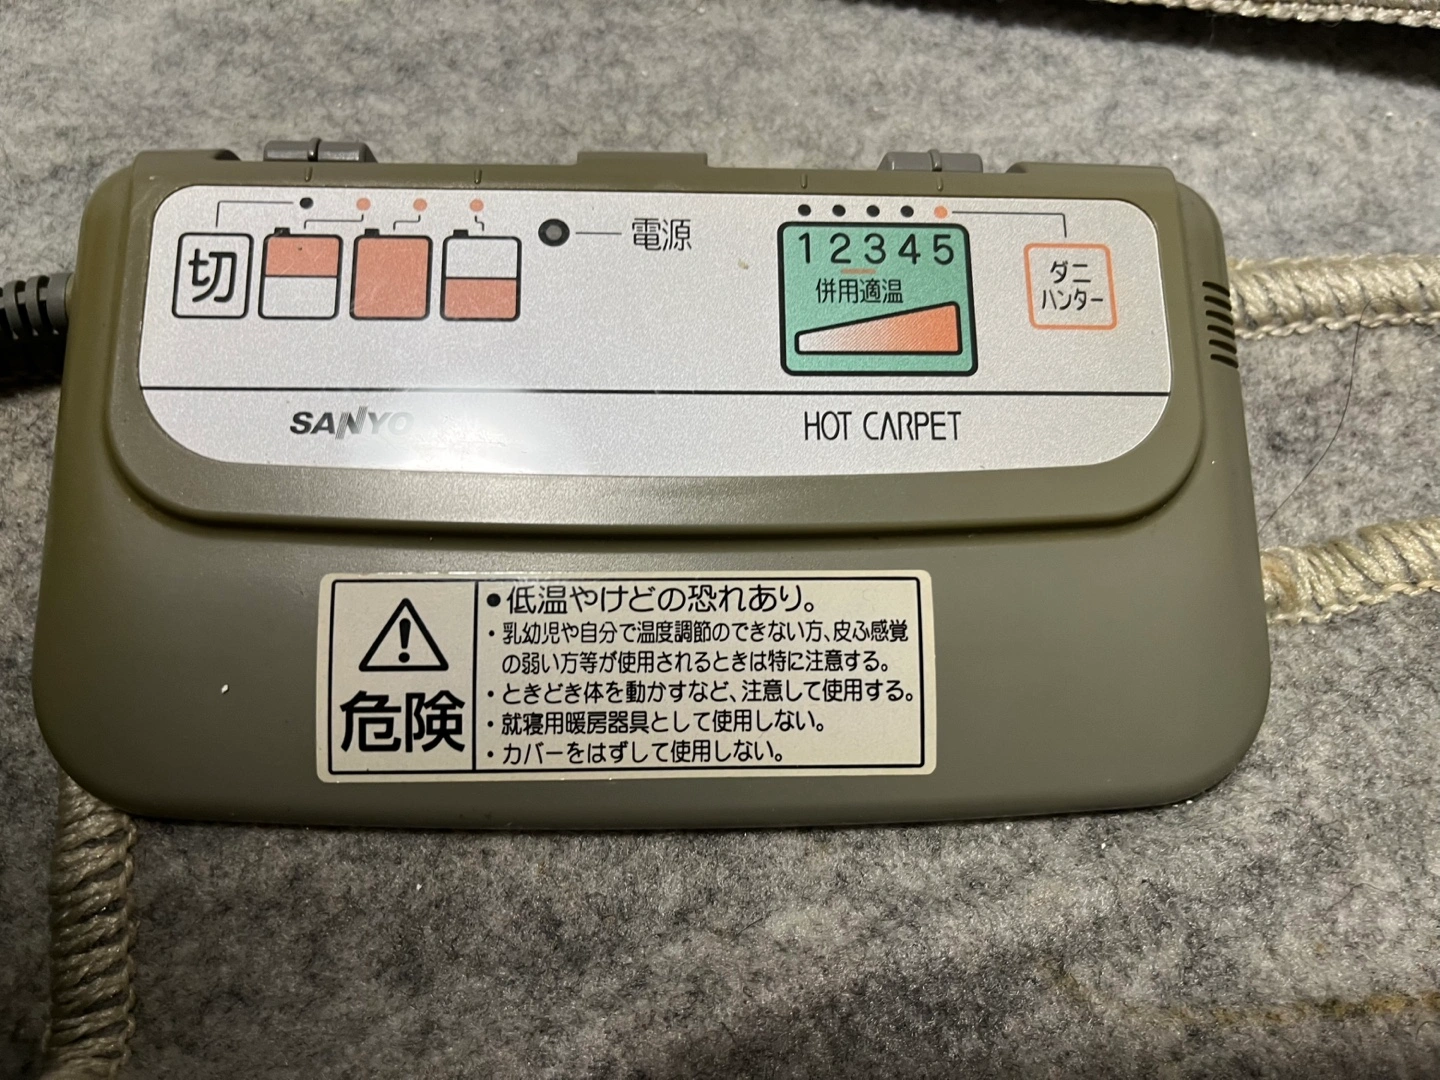 切
電源
1 2 3 4 5
併用適温
ダニ
ハンター
SANYO
HOT CARPET
危険
●低温やけどの恐れあり。
・乳幼児や自分で温度調節のできない方、皮ふ感覚
の弱い方等が使用されるときは特に注意する。
・ときどき体を動かすなど、注意して使用する。
・就寝用暖房器具として使用しない。
・カバーをはずして使用しない。